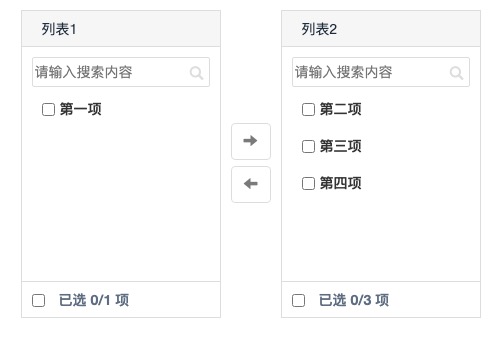 列表1
请输入搜索内容
第一项
已选 0/1 项
列表2
请输入搜索内容
第二项
第三项
第四项
已选 0/3 项